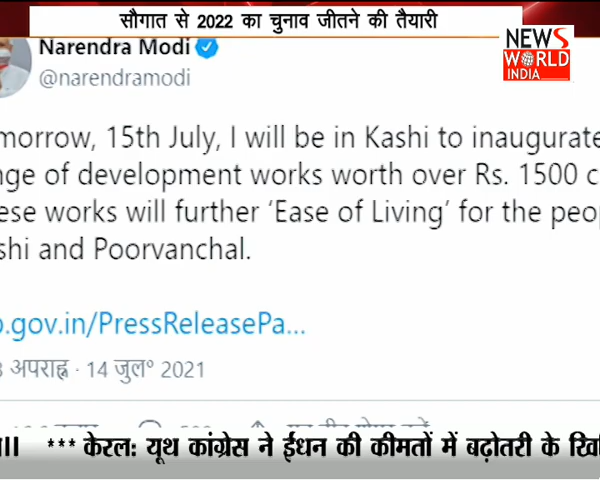 सौगात से 2022 का चुनाव जीतने की तैयारी
NEWS
WORLD
INDIA
Narendra Modi
@narendramodi
morrow, 15th July, I will be in Kashi to inaugurate
nge of development works worth over Rs. 1500 c
ese works will further ‘Ease of Living’ for the peop
shi and Poorvanchal.
.gov.in/PressReleasePa...
अपराह्न · 14 जुल॰ 2021
*** केरल: यूथ कांग्रेस ने ईंधन की कीमतों में बढ़ोतरी के खि